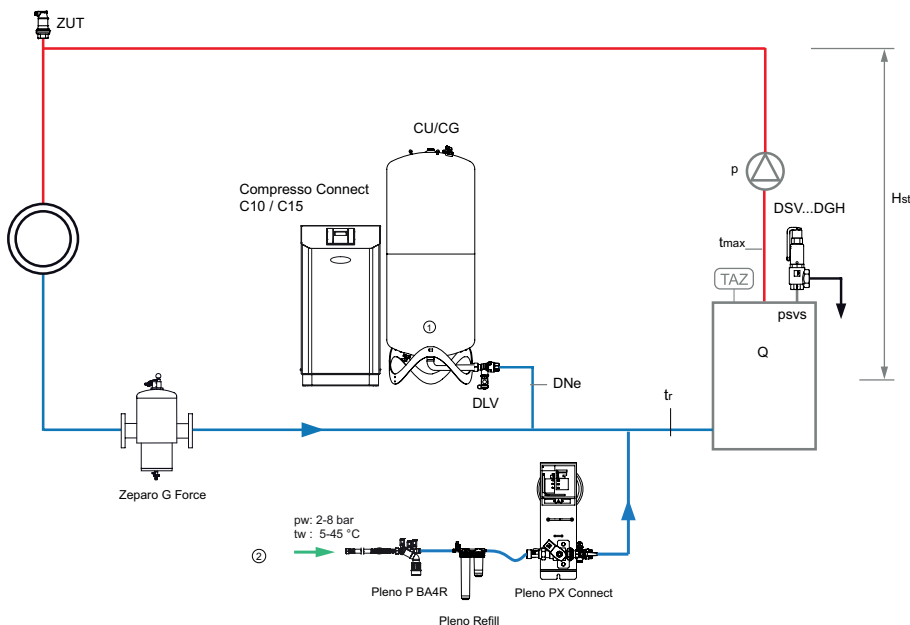 ZUT
CU/CG
Compresso Connect
C10 / C15
p
Hst
DSV...DGH
tmax
TAZ
psvs
Q
①
DNe
DLV
tr
Zeparo G Force
pw: 2-8 bar
tw : 5-45 °C
②
Pleno P BA4R
Pleno PX Connect
Pleno Refill